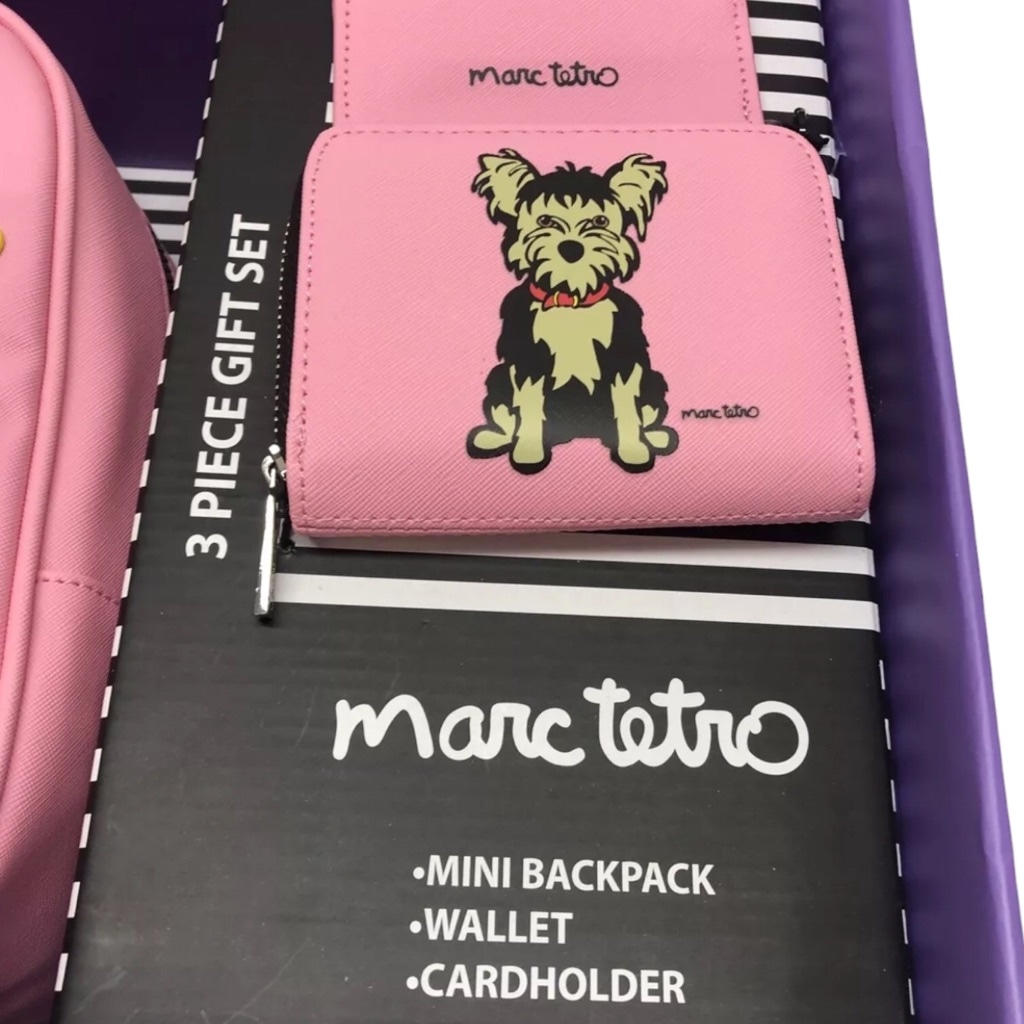 marc tetro
marc tetro
3 PIECE GIFT SET
marc tetro
•MINI BACKPACK
•WALLET
•CARDHOLDER